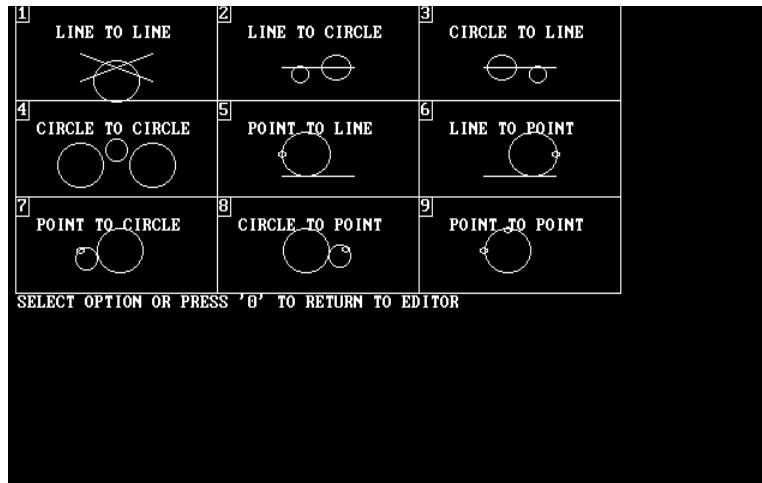 1
LINE TO LINE
2
LINE TO CIRCLE
3
CIRCLE TO LINE
4
CIRCLE TO CIRCLE
5
POINT TO LINE
6
LINE TO POINT
7
POINT TO CIRCLE
8
CIRCLE TO POINT
9
POINT TO POINT
SELECT OPTION OR PRESS '0' TO RETURN TO EDITOR